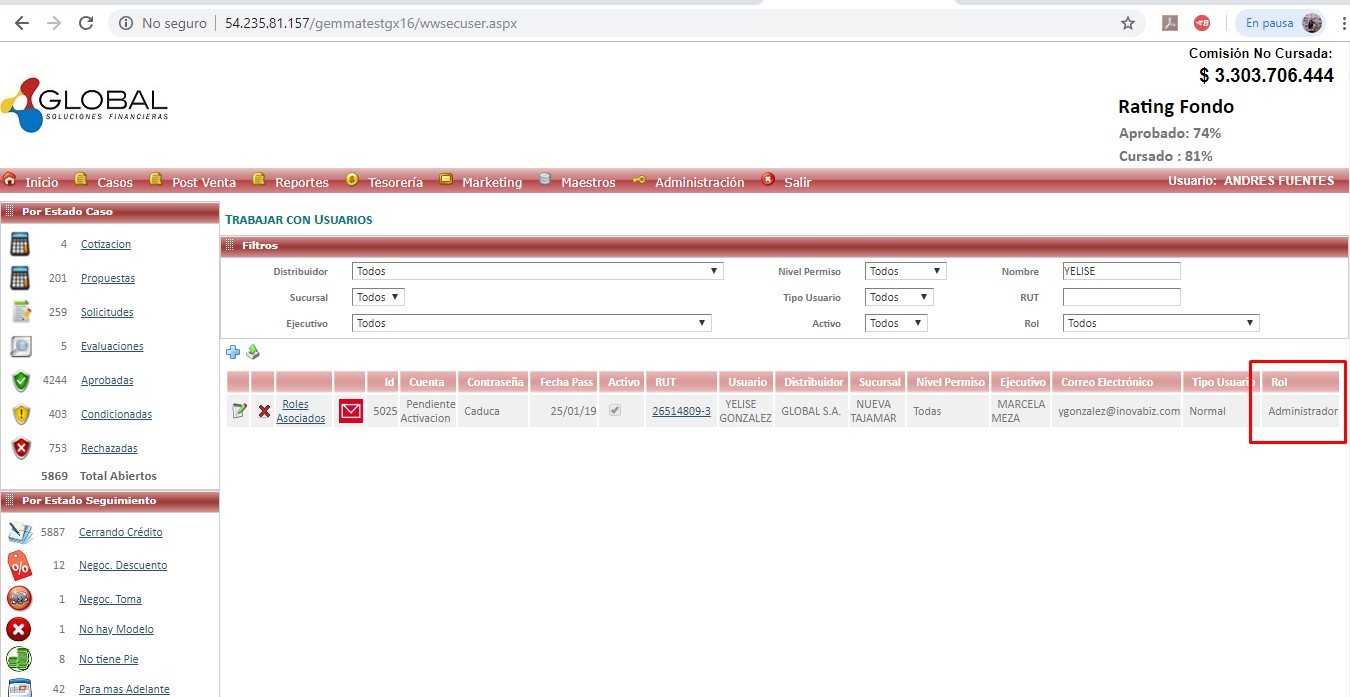 No seguro
54.235.81.157/gemmatestgx16/wwsecuser.aspx
En pausa
GLOBAL
SOLUCIONES FINANCIERAS
Comisión No Cursada:
$ 3.303.706.444
Rating Fondo
Aprobado: 74%
Cursado : 81%
Inicio Casos Post Venta Reportes Tesorería Marketing Maestros Administración Salir Usuario: ANDRES FUENTES
Por Estado Caso
4 Cotizacion
201 Propuestas
259 Solicitudes
5 Evaluaciones
4244 Aprobadas
403 Condicionadas
753 Rechazadas
5869 Total Abiertos
Por Estado Seguimiento
5887 Cerrando Crédito
12 Negoc. Descuento
1 Negoc. Toma
1 No hay Modelo
8 No tiene Pie
42 Para mas Adelante
TRABAJAR CON USUARIOS
Filtros
Distribuidor Todos Nivel Permiso Todos Nombre YELISE
Sucursal Todos Tipo Usuario Todos RUT
Ejecutivo Todos Activo Todos Rol Todos
Id Cuenta Contraseña Fecha Pass Activo RUT Usuario Distribuidor Sucursal Nivel Permiso Ejecutivo Correo Electrónico Tipo Usuario Rol
Roles Asociados 5025 Pendiente Activacion Caduca 25/01/19 26514809-3 YELISE GONZALEZ GLOBAL S.A. NUEVA TAJAMAR Todas MARCELA MEZA ygonzalez@inovabiz.com Normal Administrador